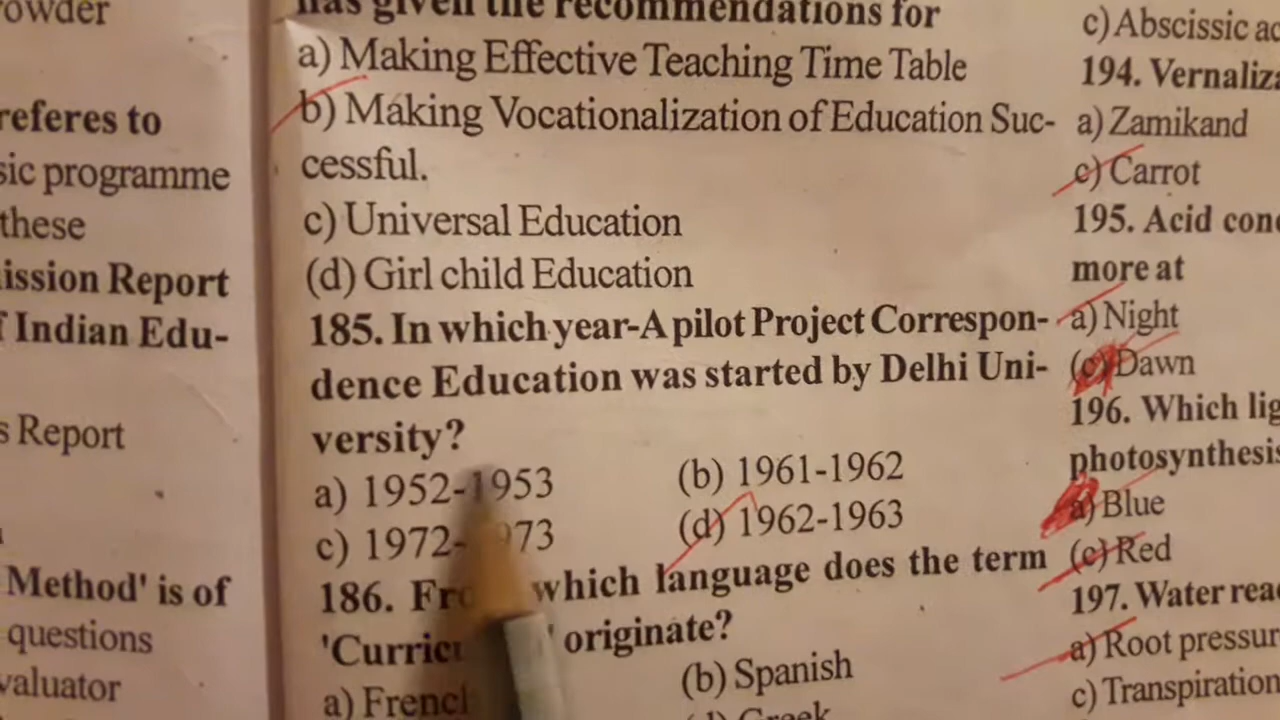 owder
referes to
sic programme
these
ission Report
f Indian Edu-
s Report
Method' is of
questions
valuator
has given the recommendations for
a) Making Effective Teaching Time Table
b) Making Vocationalization of Education Suc-
cessful.
c) Universal Education
(d) Girl child Education
185. In which year-A pilot Project Correspon-
dence Education was started by Delhi Uni-
versity?
a) 1952-1953 (b) 1961-1962
c) 1972- 73 (d) 1962-1963
186. which language does the term
originate?
a) (b) Spanish
Greek
c) Abscissic ac
194. Vernaliza
a) Zamikand
c) Carrot
195. Acid con
more at
a) Night
(c) Dawn
196. Which lig
photosynthesis
a) Blue
(c) Red
197. Water rea
a) Root pressur
c) Transpiration